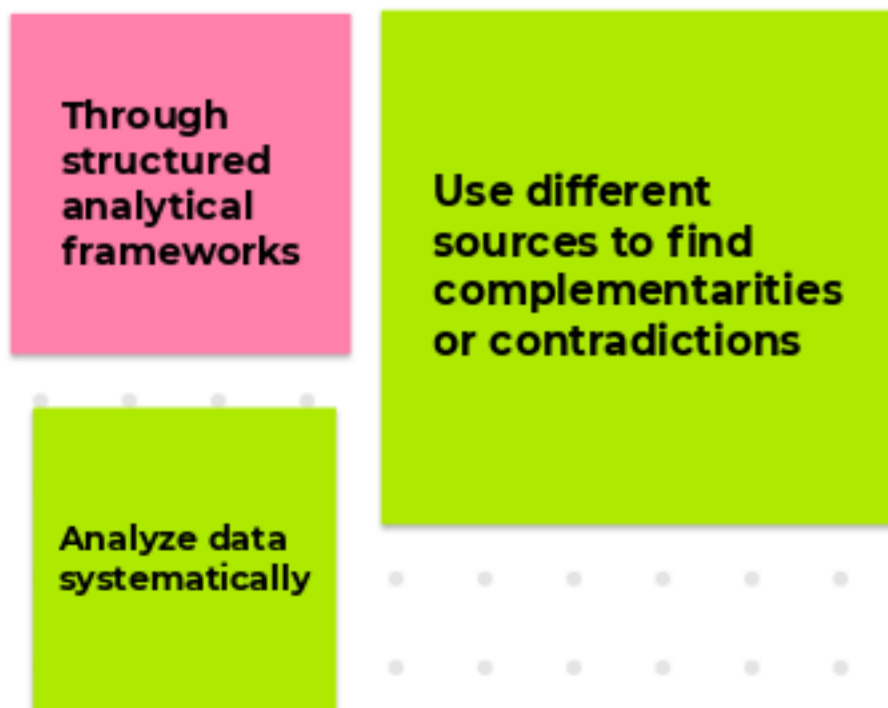 Through
structured
analytical
frameworks
Use different
sources to find
complementarities
or contradictions
Analyze data
systematically